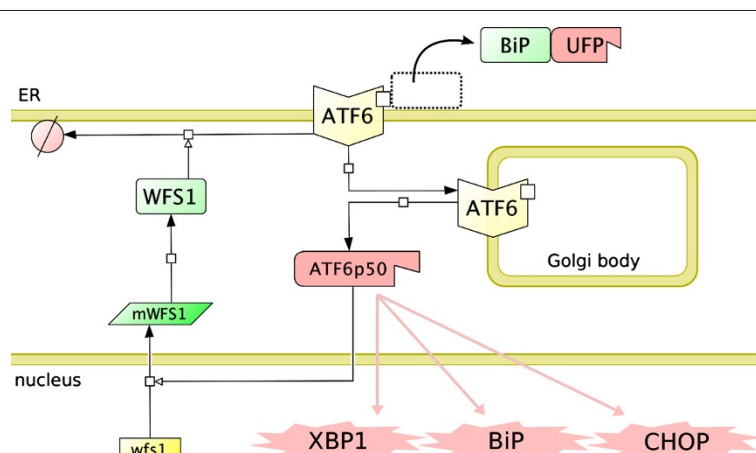 BiP UFP
ER
ATF6
WFS1
ATF6
Golgi body
ATF6p50
mWFS1
nucleus
XBP1 BiP CHOP
wfs1